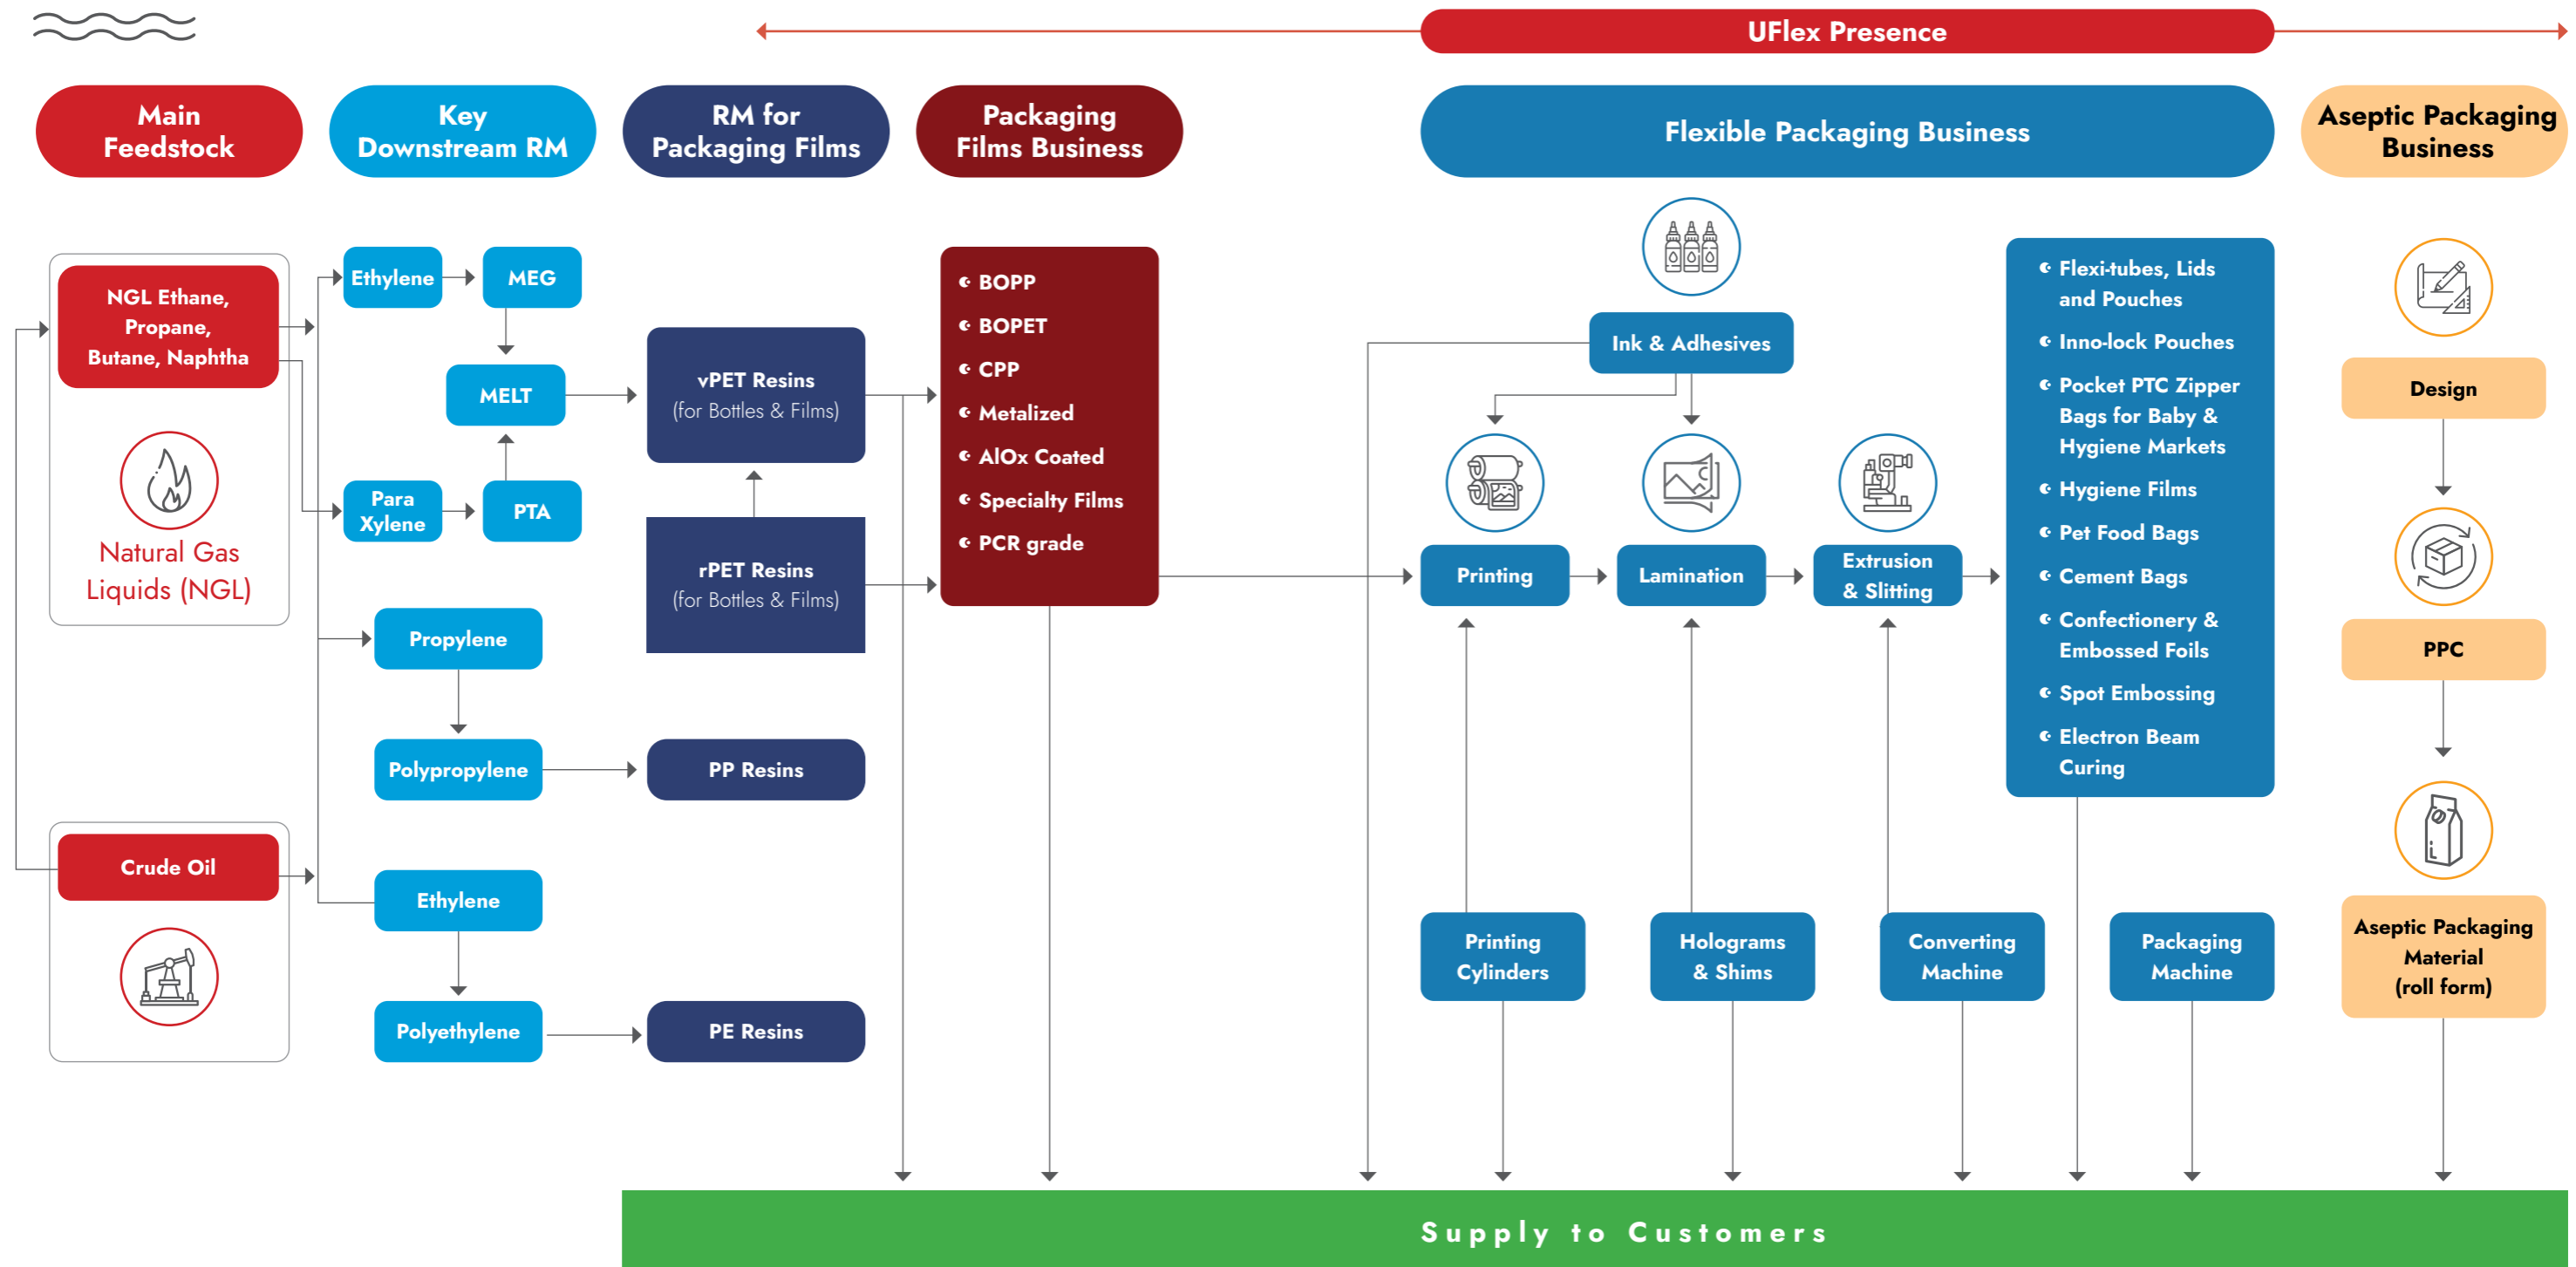 UFlex Presence
Main
Feedstock
Key
Downstream RM
RM for
Packaging Films
Packaging
Films Business
Flexible Packaging Business
Aseptic Packaging
Business
NGL Ethane,
Propane,
Butane, Naphtha
Natural Gas
Liquids (NGL)
Crude Oil
Ethylene
MEG
MELT
Para
Xylene
PTA
Propylene
Polypropylene
Ethylene
Polyethylene
vPET Resins
(for Bottles & Films)
rPET Resins
(for Bottles & Films)
PP Resins
PE Resins
BOPP
BOPET
CPP
Metalized
AlOx Coated
Specialty Films
PCR grade
Ink & Adhesives
Printing
Lamination
Extrusion
& Slitting
Printing
Cylinders
Holograms
& Shims
Converting
Machine
Packaging
Machine
Flexi-tubes, Lids
and Pouches
Inno-lock Pouches
Pocket PTC Zipper
Bags for Baby &
Hygiene Markets
Hygiene Films
Pet Food Bags
Cement Bags
Confectionery &
Embossed Foils
Spot Embossing
Electron Beam
Curing
Design
PPC
Aseptic Packaging
Material
(roll form)
Supply to Customers